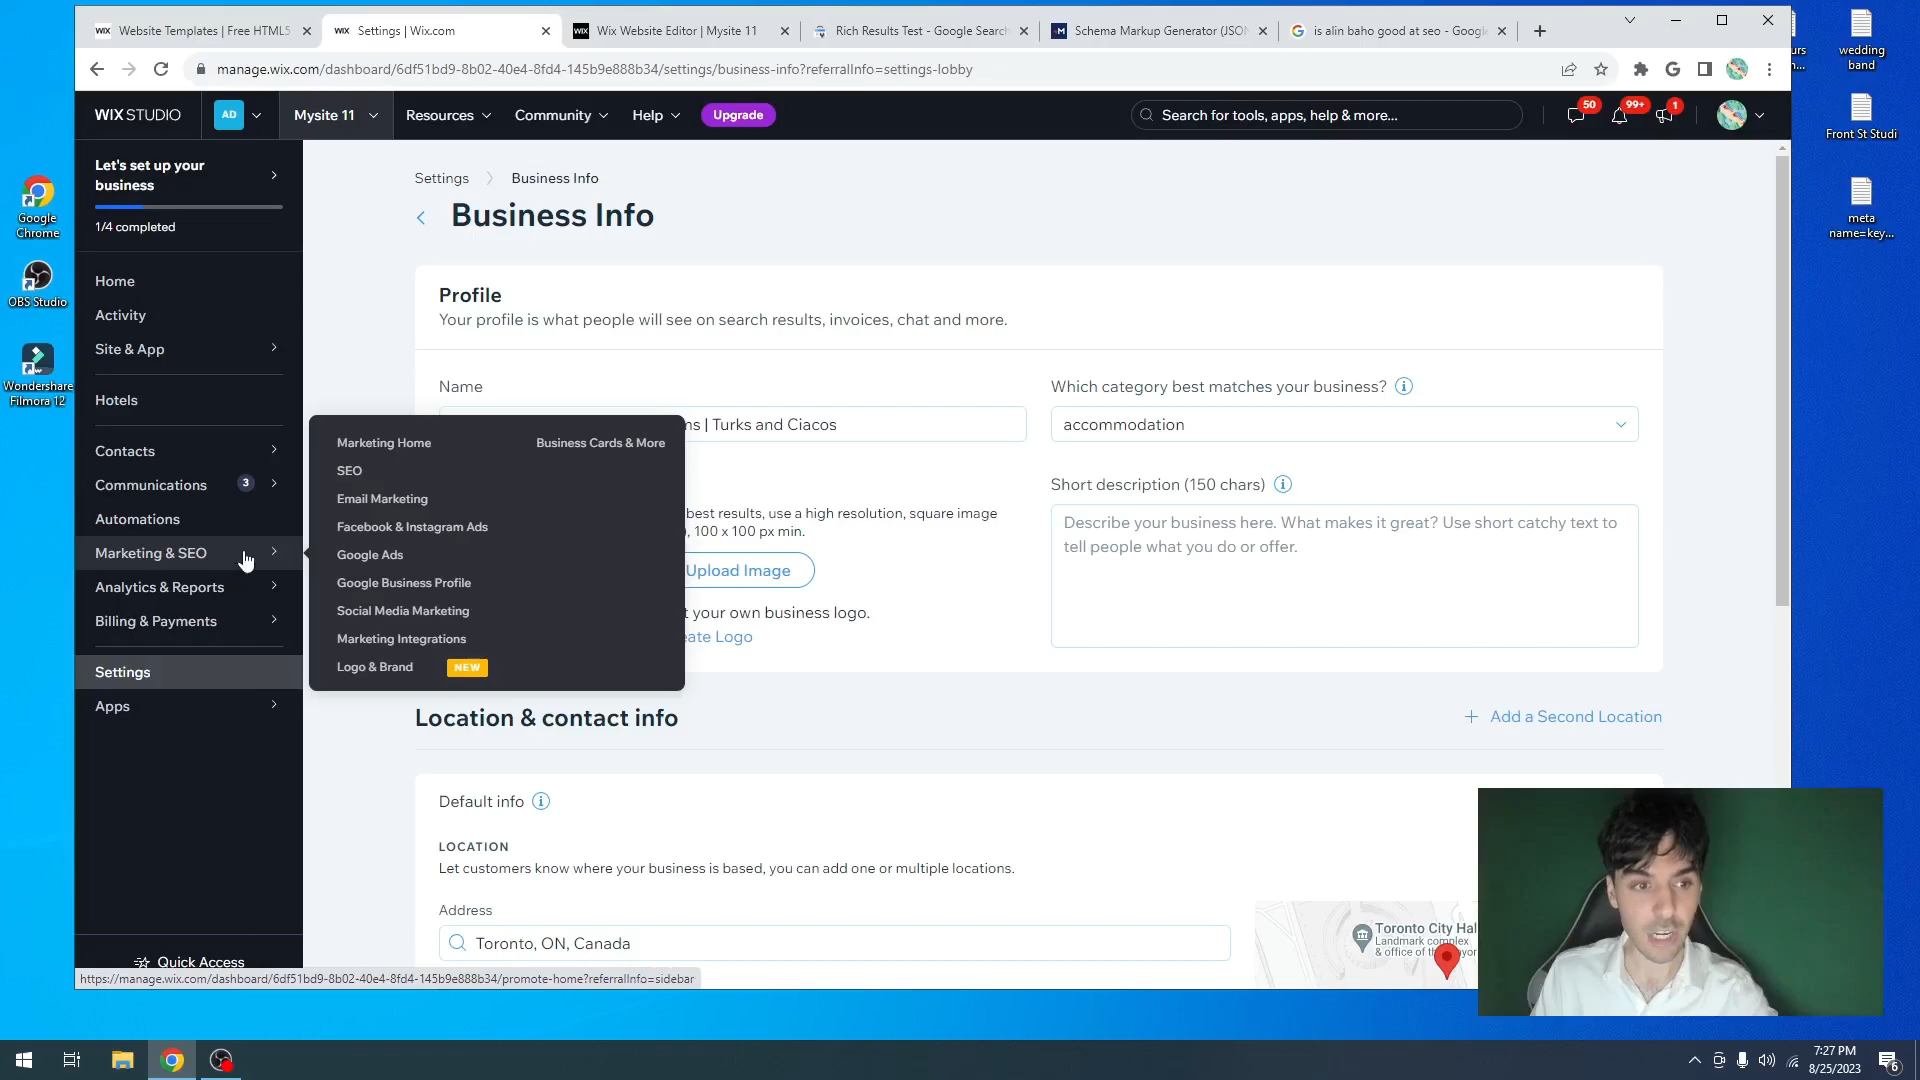 Website Templates | Free HTML5
Settings | Wix.com
Wix Website Editor | Mysite 11
Rich Results Test - Google Search
Schema Markup Generator (JSON
is alin baho good at seo - Google
manage.wix.com/dashboard/6df51bd9-8b02-40e4-8fd4-145b9e888b34/settings/business-info?referralInfo=settings-lobby
WIX STUDIO
AD
Mysite 11
Resources
Community
Help
Upgrade
Search for tools, apps, help & more...
50
99+
1
Let's set up your
business
1/4 completed
Home
Activity
Site & App
Hotels
Contacts
Communications 3
Automations
Marketing & SEO
Analytics & Reports
Billing & Payments
Settings
Apps
Quick Access
Marketing Home
Business Cards & More
SEO
Email Marketing
Facebook & Instagram Ads
Google Ads
Google Business Profile
Social Media Marketing
Marketing Integrations
Logo & Brand NEW
Settings
Business Info
Business Info
Profile
Your profile is what people will see on search results, invoices, chat and more.
Name
ns | Turks and Ciacos
Which category best matches your business?
accommodation
best results, use a high resolution, square image
, 100 x 100 px min.
Upload Image
your own business logo.
eate Logo
Short description (150 chars)
Describe your business here. What makes it great? Use short catchy text to
tell people what you do or offer.
Location & contact info
+ Add a Second Location
Default info
LOCATION
Let customers know where your business is based, you can add one or multiple locations.
Address
Toronto, ON, Canada
Toronto City Hal
Landmark complex
& office of the
https://manage.wix.com/dashboard/6df51bd9-8b02-40e4-8fd4-145b9e888b34/promote-home?referralInfo=sidebar
Google
Chrome
OBS Studio
Wondershare
Filmora 12
urs
n...
wedding
band
Front St Studi
meta
name=key...
7:27 PM
8/25/2023
6